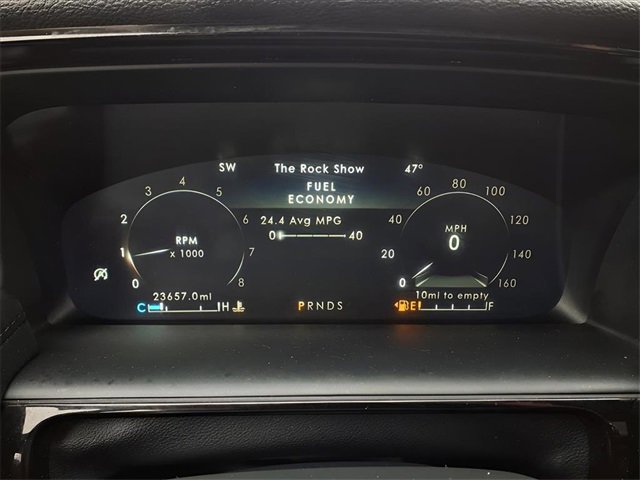 SW The Rock Show 47°
FUEL
ECONOMY
24.4 Avg MPG
0 40
0 1 2 3 4 5 6 7 8
RPM
x 1000
0 20 40 60 80 100 120 140 160
MPH
0
23657.0mi
10mi to empty
C H
PRNDS
E F